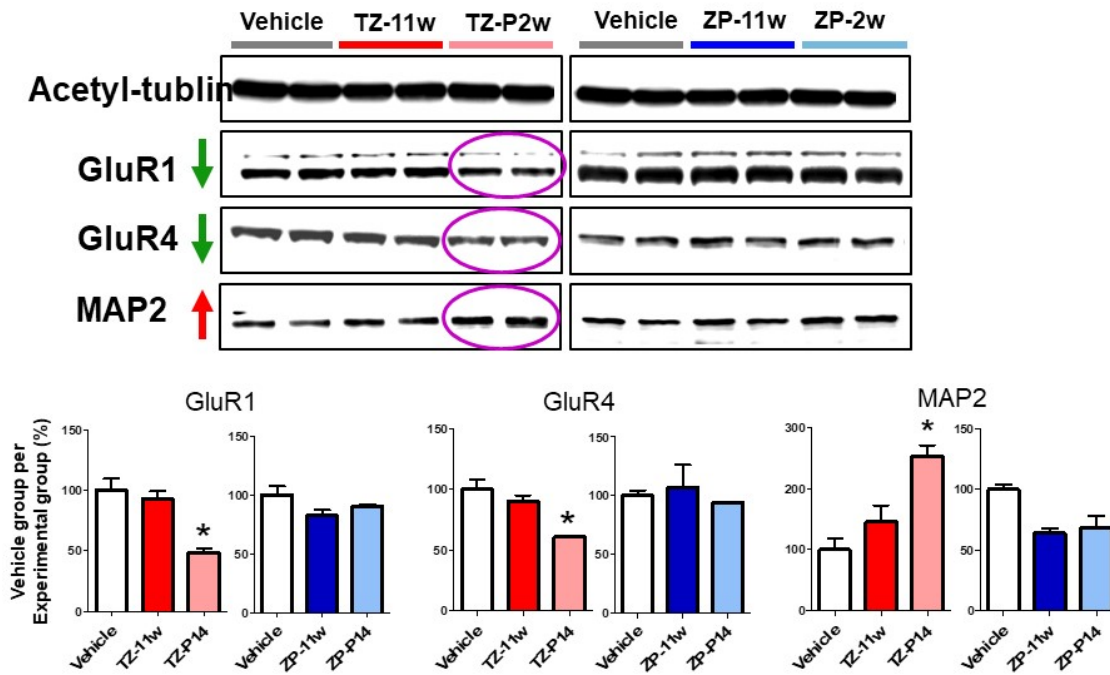 Vehicle TZ-11w TZ-P2w Vehicle ZP-11w ZP-2w
Acetyl-tublin
GluR1
GluR4
MAP2
GluR1 GluR4 MAP2
Vehicle group per
Experimental group (%)
150
100
50
0
Vehicle
TZ-11w
*
TZ-P14
150
100
50
0
Vehicle
ZP-11w
ZP-P14
150
100
50
0
Vehicle
TZ-11w
*
TZ-P14
150
100
50
0
Vehicle
ZP-11w
ZP-P14
300
200
100
0
Vehicle
TZ-11w
*
TZ-P14
150
100
50
0
Vehicle
ZP-11w
ZP-P14